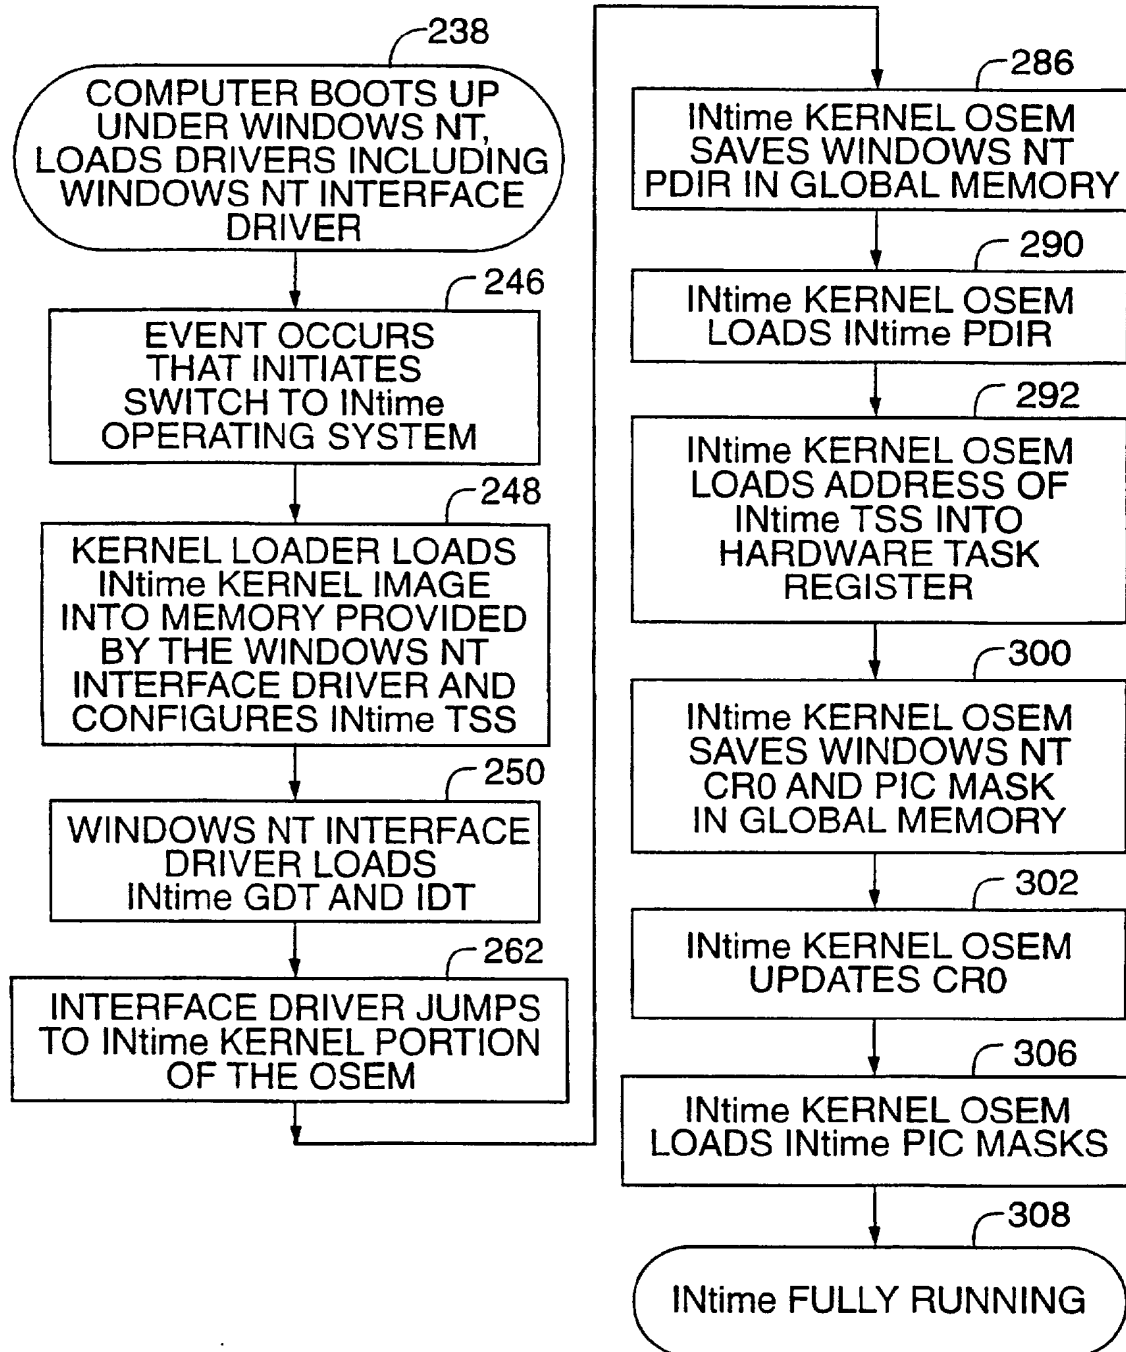 238
COMPUTER BOOTS UP
UNDER WINDOWS NT,
LOADS DRIVERS INCLUDING
WINDOWS NT INTERFACE
DRIVER
246
EVENT OCCURS
THAT INITIATES
SWITCH TO INtime
OPERATING SYSTEM
248
KERNEL LOADER LOADS
INtime KERNEL IMAGE
INTO MEMORY PROVIDED
BY THE WINDOWS NT
INTERFACE DRIVER AND
CONFIGURES INtime TSS
250
WINDOWS NT INTERFACE
DRIVER LOADS
INtime GDT AND IDT
262
INTERFACE DRIVER JUMPS
TO INtime KERNEL PORTION
OF THE OSEM
286
INtime KERNEL OSEM
SAVES WINDOWS NT
PDIR IN GLOBAL MEMORY
290
INtime KERNEL OSEM
LOADS INtime PDIR
292
INtime KERNEL OSEM
LOADS ADDRESS OF
INtime TSS INTO
HARDWARE TASK
REGISTER
300
INtime KERNEL OSEM
SAVES WINDOWS NT
CR0 AND PIC MASK
IN GLOBAL MEMORY
302
INtime KERNEL OSEM
UPDATES CR0
306
INtime KERNEL OSEM
LOADS INtime PIC MASKS
308
INtime FULLY RUNNING